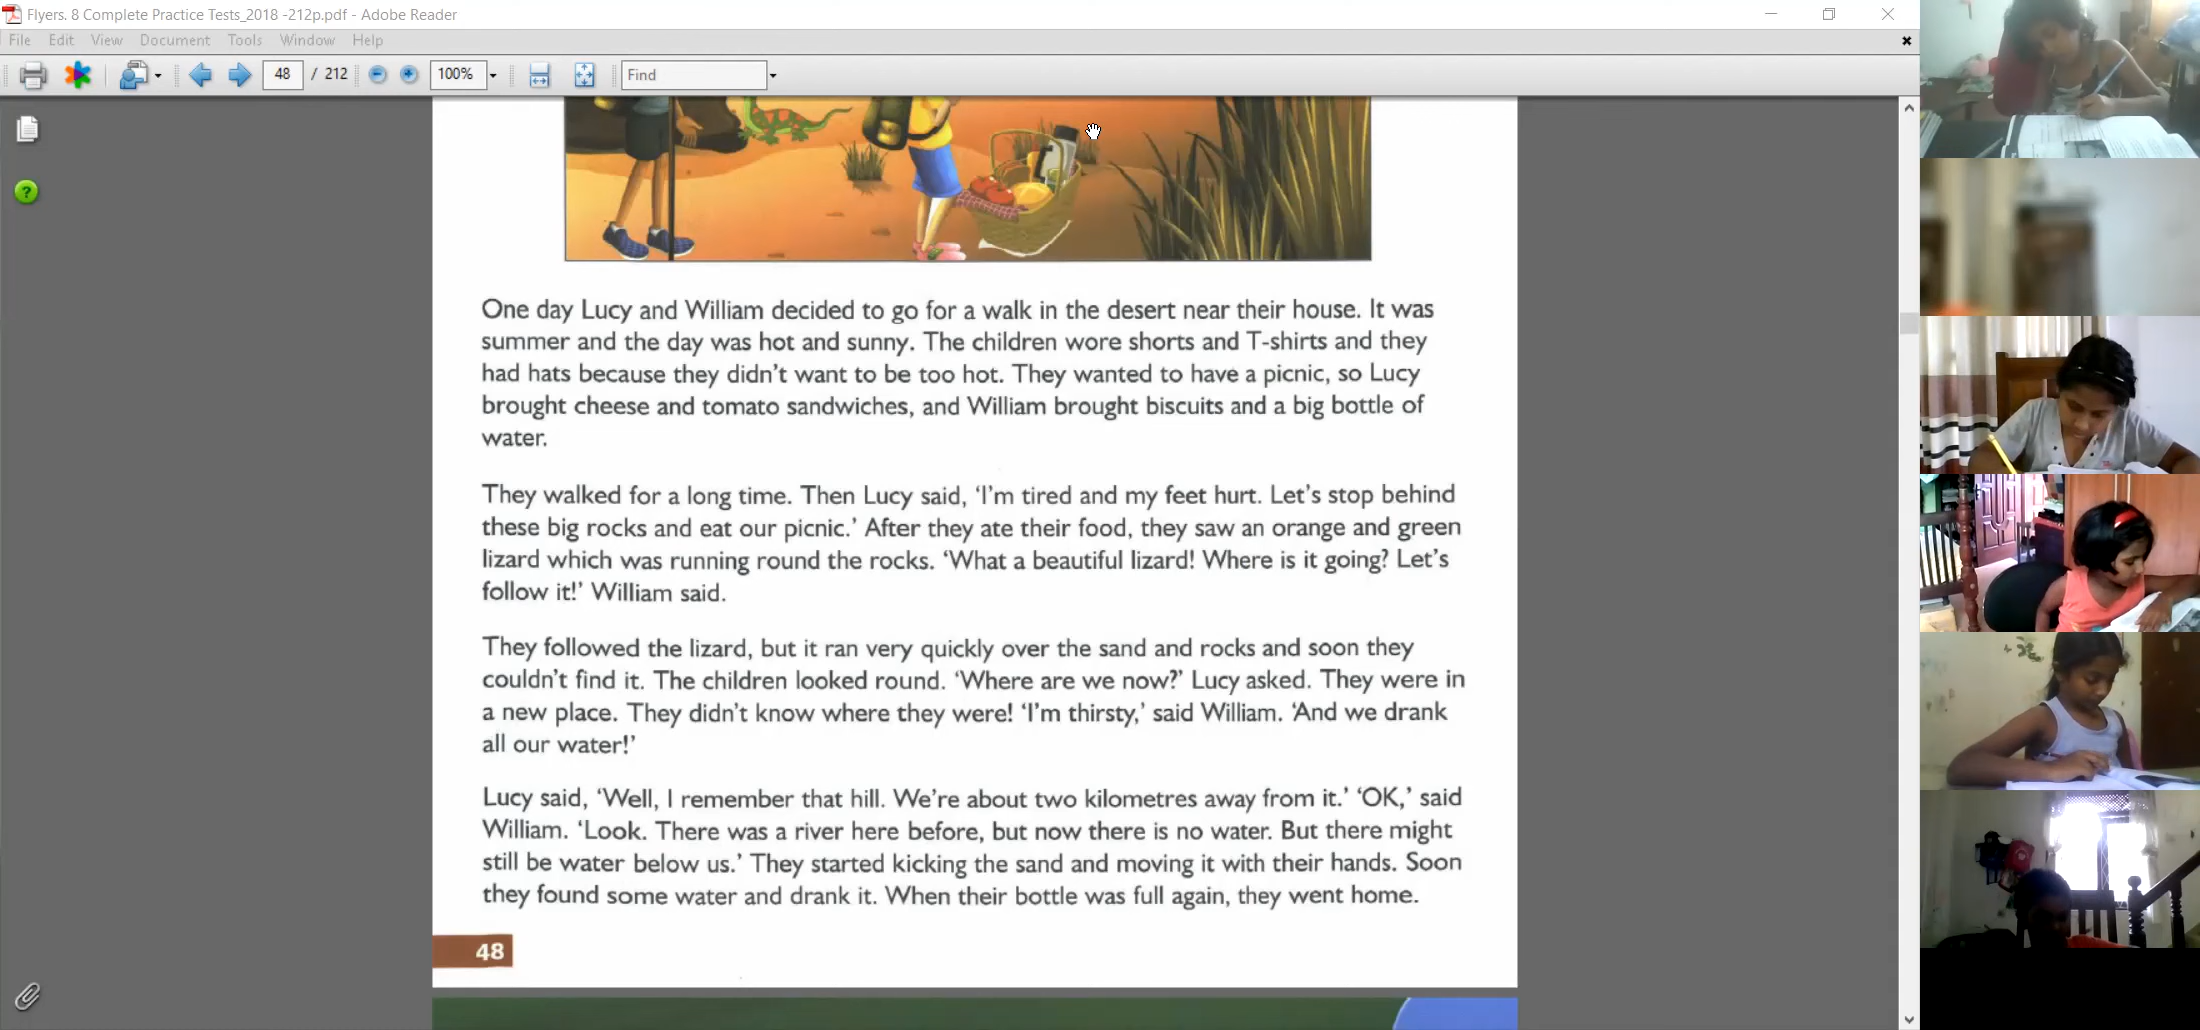 Flyers. 8 Complete Practice Tests_2018 -212p.pdf - Adobe Reader
File Edit View Document Tools Window Help
48 / 212 100% Find
One day Lucy and William decided to go for a walk in the desert near their house. It was
summer and the day was hot and sunny. The children wore shorts and T-shirts and they
had hats because they didn't want to be too hot. They wanted to have a picnic, so Lucy
brought cheese and tomato sandwiches, and William brought biscuits and a big bottle of
water.
They walked for a long time. Then Lucy said, 'I'm tired and my feet hurt. Let's stop behind
these big rocks and eat our picnic.' After they ate their food, they saw an orange and green
lizard which was running round the rocks. 'What a beautiful lizard! Where is it going? Let's
follow it!' William said.
They followed the lizard, but it ran very quickly over the sand and rocks and soon they
couldn't find it. The children looked round. 'Where are we now?' Lucy asked. They were in
a new place. They didn't know where they were! 'I'm thirsty,' said William. 'And we drank
all our water!'
Lucy said, 'Well, I remember that hill. We're about two kilometres away from it.' 'OK,' said
William. 'Look. There was a river here before, but now there is no water. But there might
still be water below us.' They started kicking the sand and moving it with their hands. Soon
they found some water and drank it. When their bottle was full again, they went home.
48